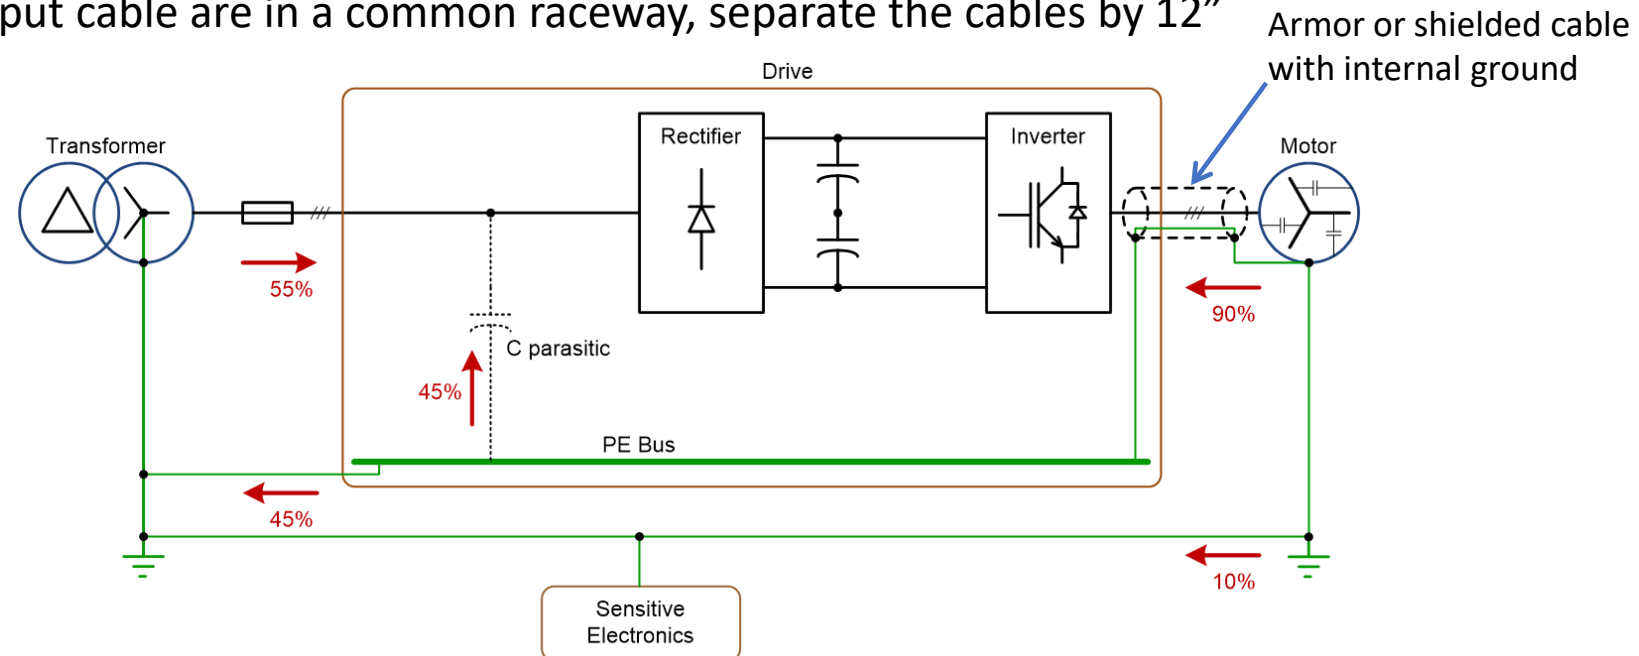 put cable are in a common raceway, separate the cables by 12”
Armor or shielded cable
with internal ground
Drive
Transformer
Rectifier
Inverter
Motor
55%
90%
C parasitic
45%
PE Bus
45%
10%
Sensitive
Electronics